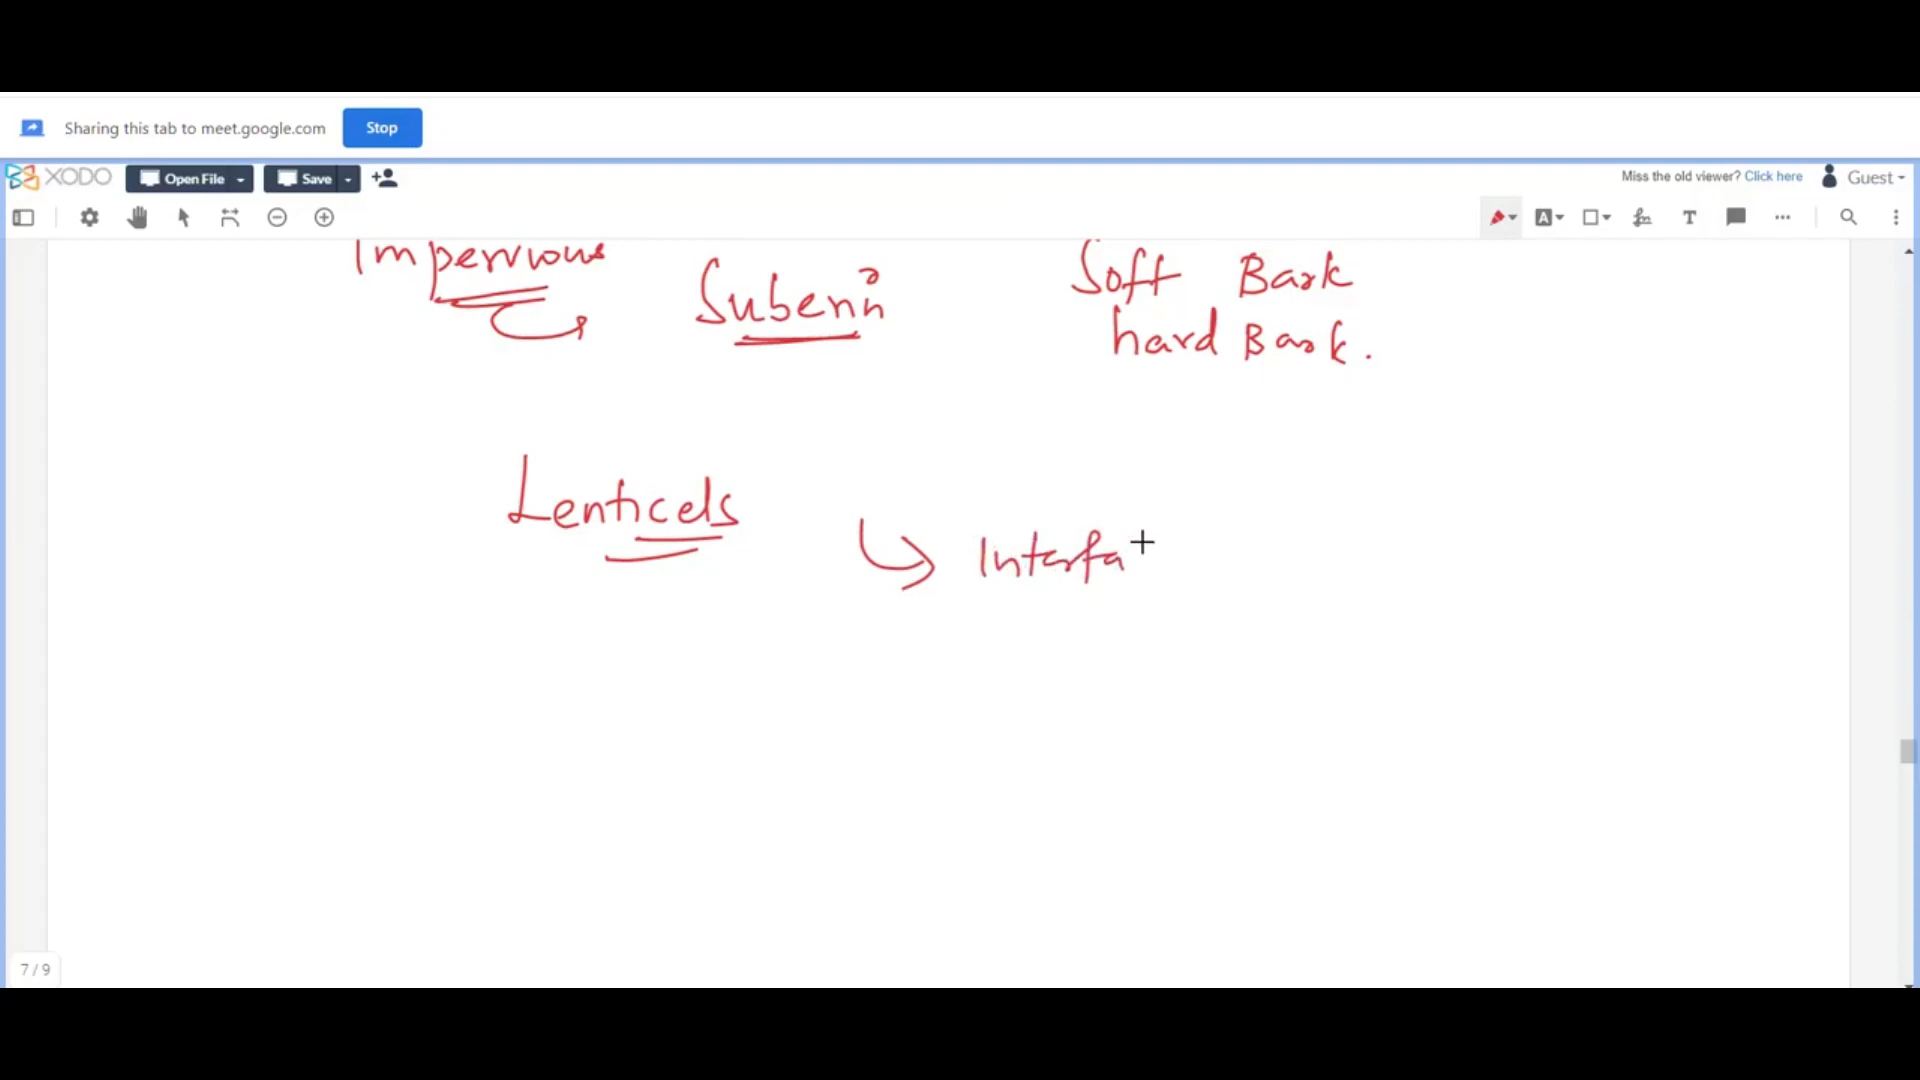 Sharing this tab to meet.google.com Stop
XODO Open File Save Miss the old viewer? Click here Guest
A T
Impervious Suberin Soft Bark
hard Bark.
Lenticels
Interfa
7 / 9